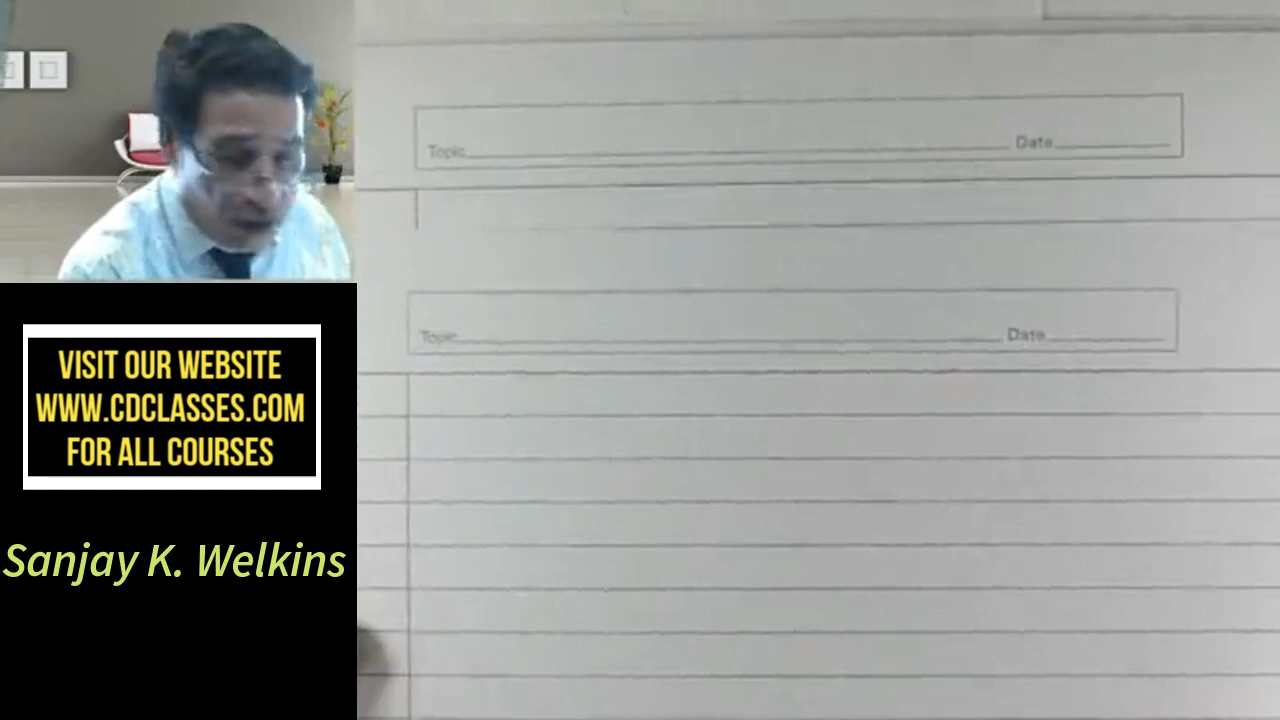 VISIT OUR WEBSITE
WWW.CDCLASSES.COM
FOR ALL COURSES
Sanjay K. Welkins
Topic Date
Topic Date